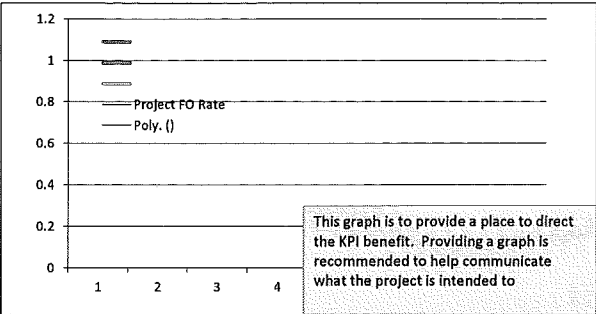 1.2
1
0.8
Project FO Rate
0.6
Poly. ()
0.4
0.2
0
1 2 3 4
This graph is to provide a place to direct
the KPI benefit. Providing a graph is
recommended to help communicate
what the project is intended to